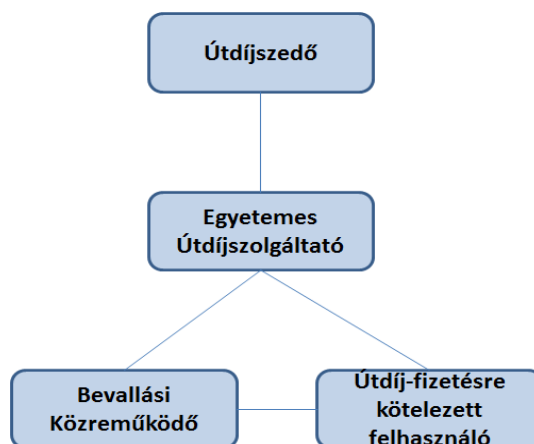 Útdíjszedő
Egyetemes
Útdíjszolgáltató
Bevallási
Közreműködő
Útdíj-fizetésre
kötelezett
felhasználó